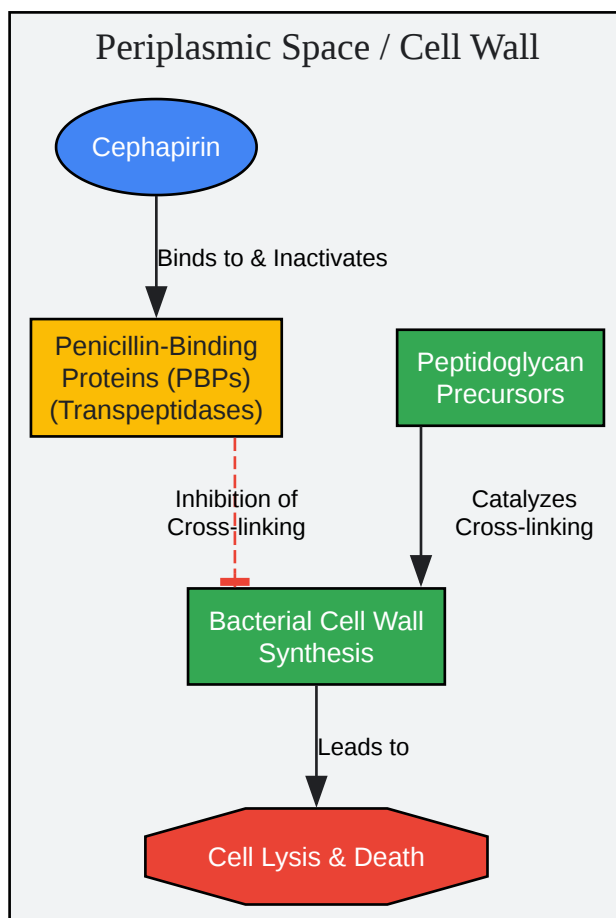 Periplasmic Space / Cell Wall
Cephapirin
Binds to & Inactivates
Penicillin-Binding
Proteins (PBPs)
(Transpeptidases)
Peptidoglycan
Precursors
Inhibition of
Cross-linking
Catalyzes
Cross-linking
Bacterial Cell Wall
Synthesis
Leads to
Cell Lysis & Death